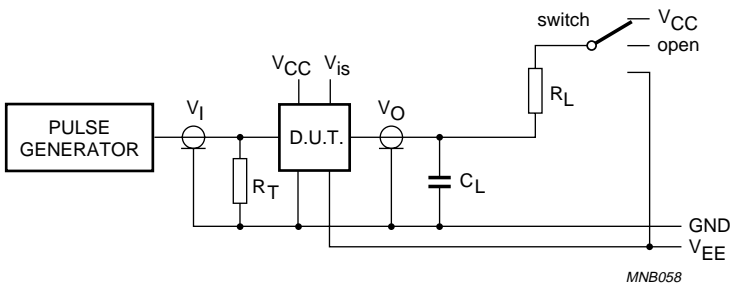 switch
VCC
open
VCC
Vis
RL
PULSE
GENERATOR
VI
D.U.T.
VO
RT
CL
GND
VEE
MNB058